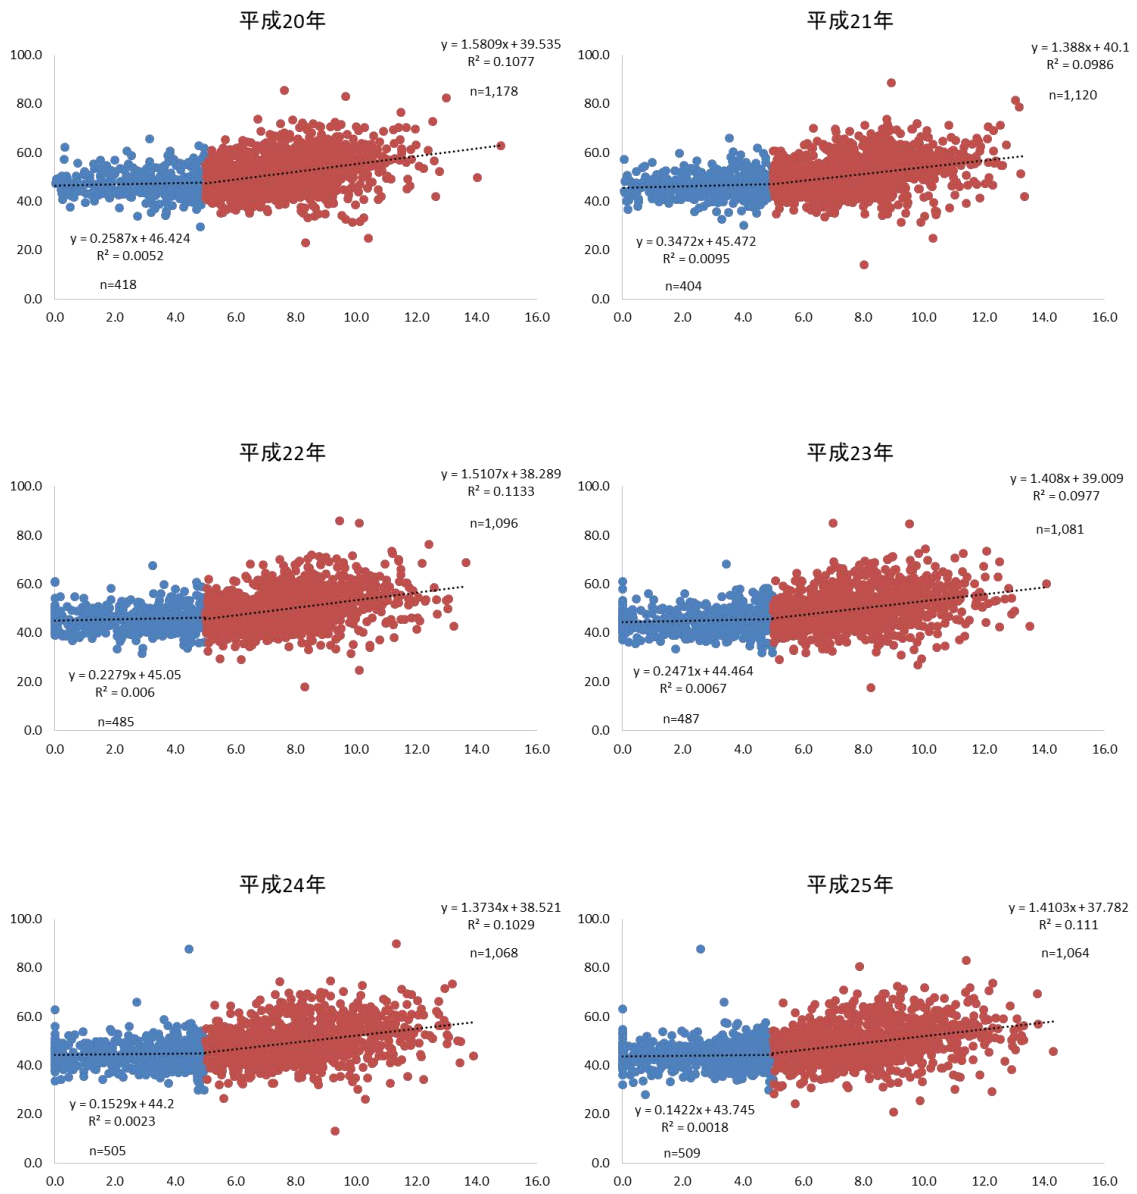 平成20年
y = 1.5809x + 39.535
R² = 0.1077
n=1,178
100.0
80.0
60.0
40.0
20.0
0.0
y = 0.2587x + 46.424
R² = 0.0052
n=418
0.0 2.0 4.0 6.0 8.0 10.0 12.0 14.0 16.0
平成21年
y = 1.388x + 40.1
R² = 0.0986
n=1,120
100.0
80.0
60.0
40.0
20.0
0.0
y = 0.3472x + 45.472
R² = 0.0095
n=404
0.0 2.0 4.0 6.0 8.0 10.0 12.0 14.0 16.0
平成22年
y = 1.5107x + 38.289
R² = 0.1133
n=1,096
100.0
80.0
60.0
40.0
20.0
0.0
y = 0.2279x + 45.05
R² = 0.006
n=485
0.0 2.0 4.0 6.0 8.0 10.0 12.0 14.0 16.0
平成23年
y = 1.408x + 39.009
R² = 0.0977
n=1,081
100.0
80.0
60.0
40.0
20.0
0.0
y = 0.2471x + 44.464
R² = 0.0067
n=487
0.0 2.0 4.0 6.0 8.0 10.0 12.0 14.0 16.0
平成24年
y = 1.3734x + 38.521
R² = 0.1029
n=1,068
100.0
80.0
60.0
40.0
20.0
0.0
y = 0.1529x + 44.2
R² = 0.0023
n=505
0.0 2.0 4.0 6.0 8.0 10.0 12.0 14.0 16.0
平成25年
y = 1.4103x + 37.782
R² = 0.111
n=1,064
100.0
80.0
60.0
40.0
20.0
0.0
y = 0.1422x + 43.745
R² = 0.0018
n=509
0.0 2.0 4.0 6.0 8.0 10.0 12.0 14.0 16.0